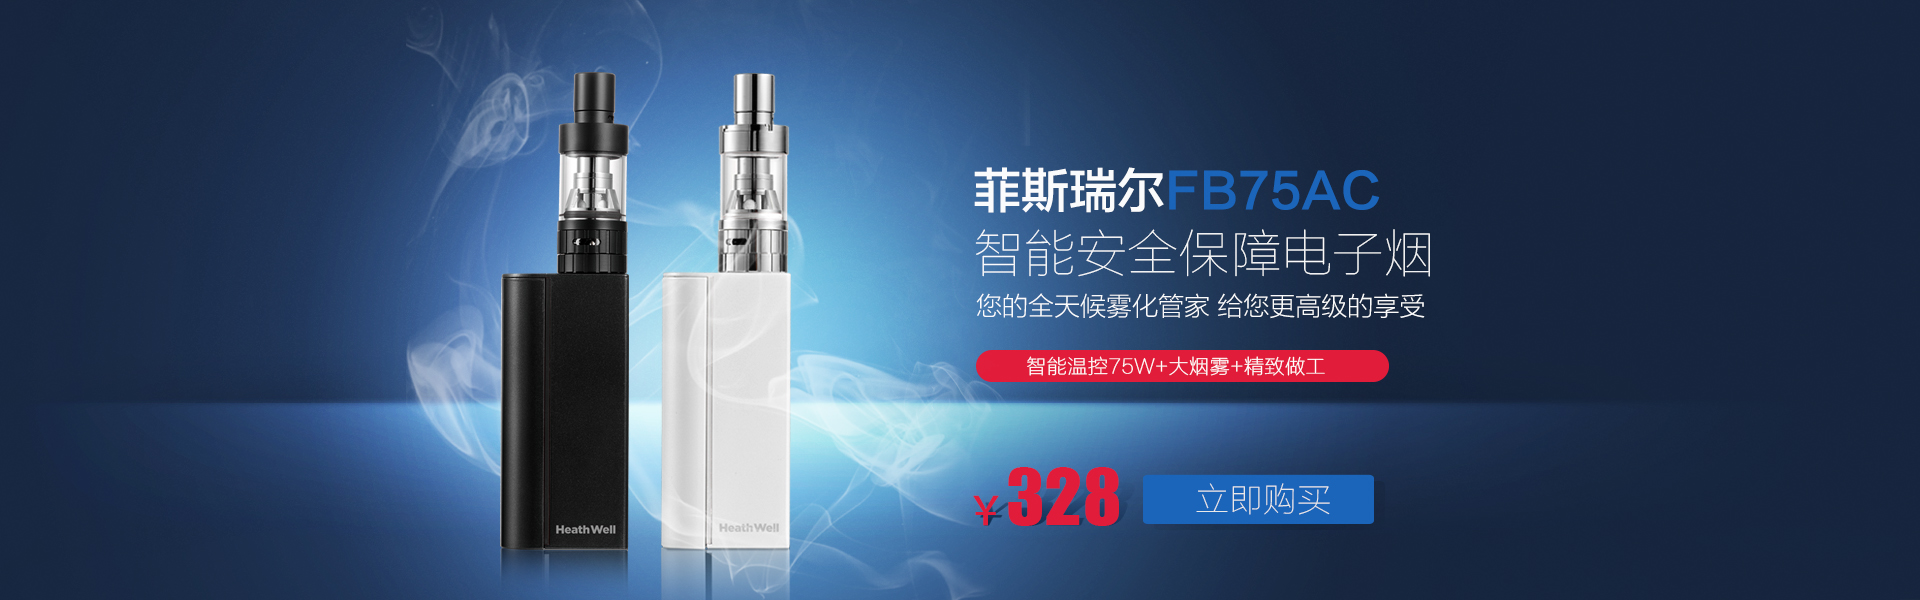 菲斯瑞尔FB75AC
智能安全保障电子烟
您的全天候雾化管家 给您更高级的享受
智能温控75W+大烟雾+精致做工
¥328
立即购买
HeathWell
HeathWell